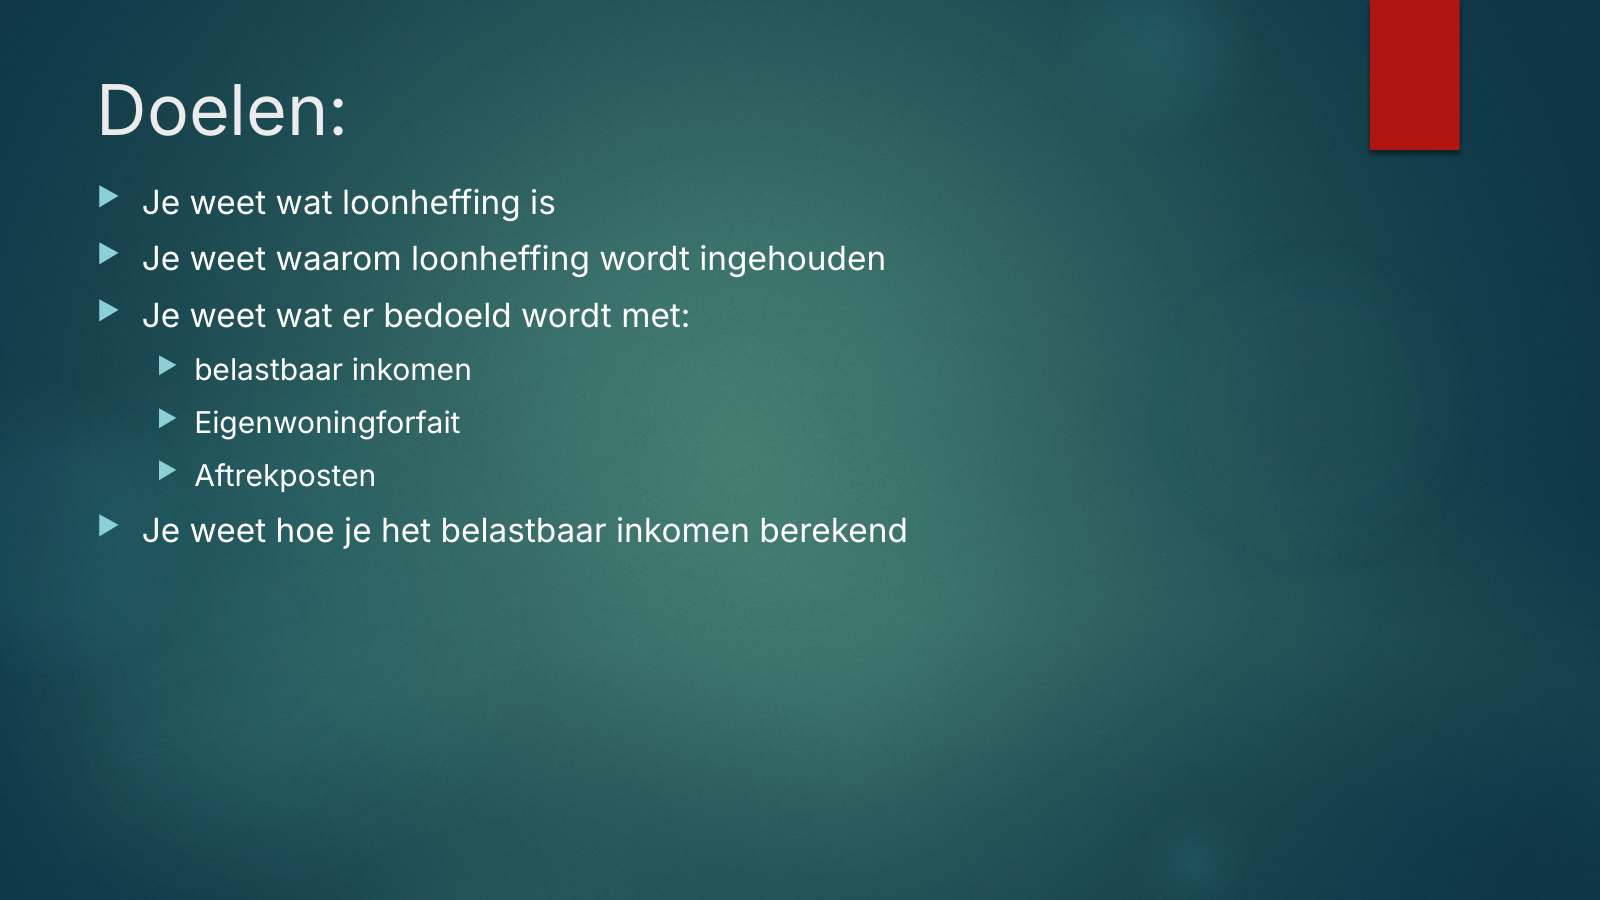 Doelen:
Je weet wat loonheffing is
Je weet waarom loonheffing wordt ingehouden
Je weet wat er bedoeld wordt met:
belastbaar inkomen
Eigenwoningforfait
Aftrekposten
Je weet hoe je het belastbaar inkomen berekend